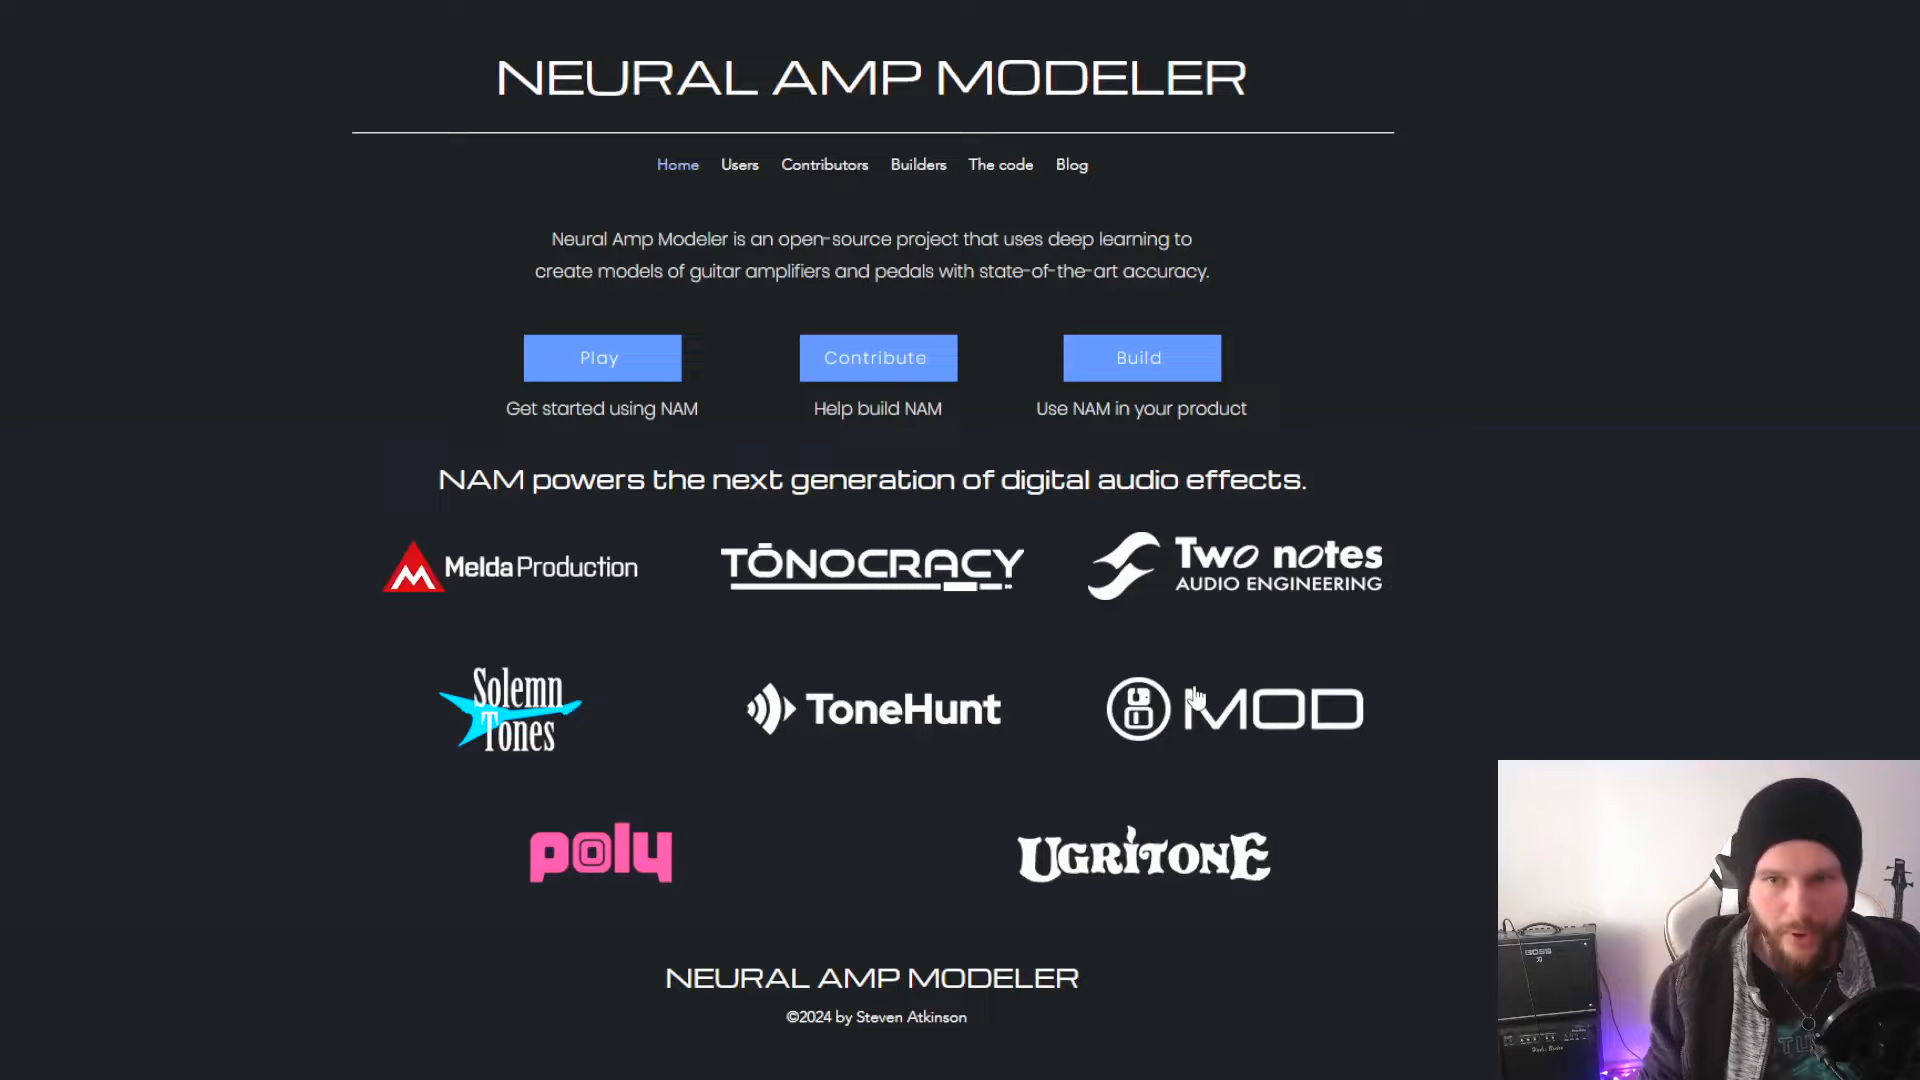 NEURAL AMP MODELER
Home Users Contributors Builders The code Blog
Neural Amp Modeler is an open-source project that uses deep learning to
create models of guitar amplifiers and pedals with state-of-the-art accuracy.
Play Contribute Build
Get started using NAM Help build NAM Use NAM in your product
NAM powers the next generation of digital audio effects.
MeldaProduction
TŌNOCRACY
Two notes
AUDIO ENGINEERING
Solemn
Tones
ToneHunt
MOD
poly
UGRITONE
BOSS
NEURAL AMP MODELER
©2024 by Steven Atkinson